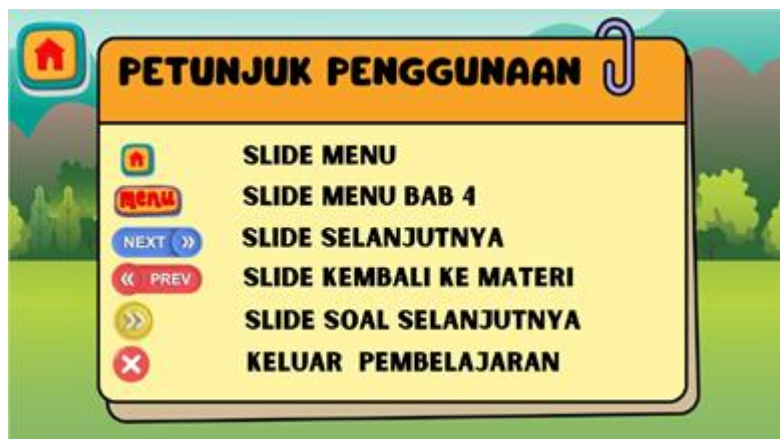 PETUNJUK PENGGUNAAN
SLIDE MENU
menu SLIDE MENU BAB 4
NEXT SLIDE SELANJUTNYA
PREV SLIDE KEMBALI KE MATERI
SLIDE SOAL SELANJUTNYA
KELUAR PEMBELAJARAN